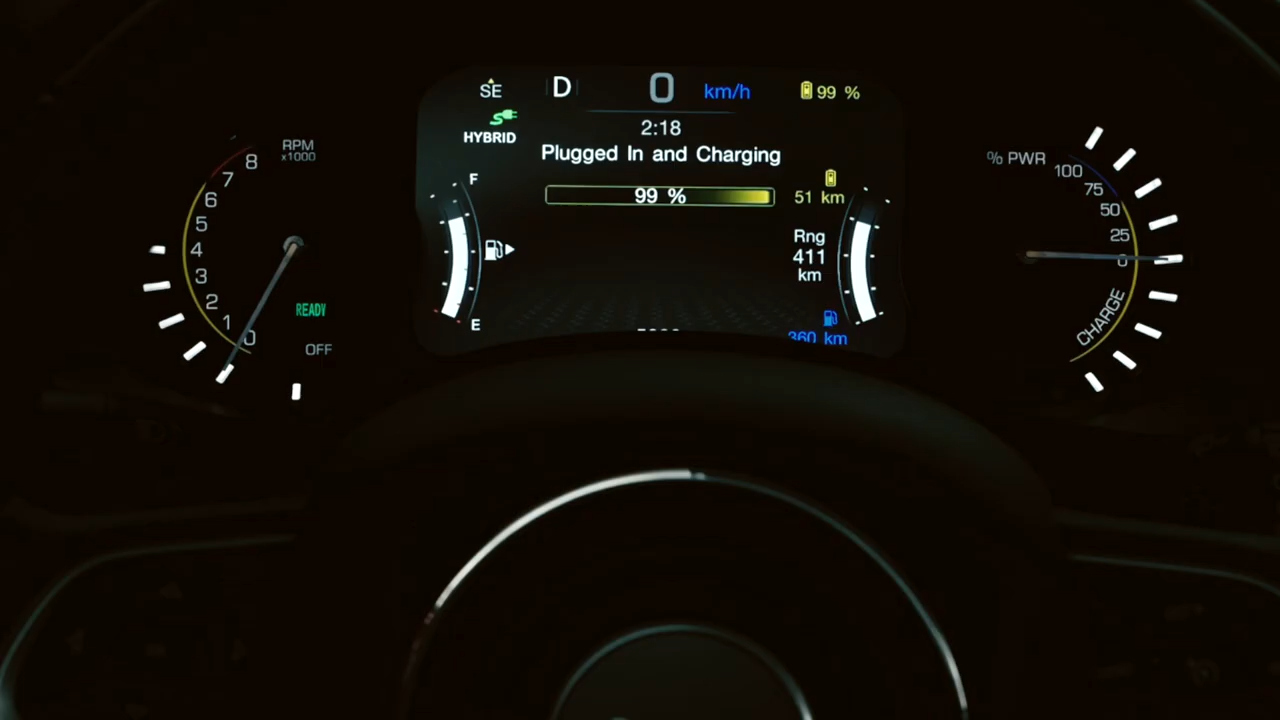 SE
D
0
km/h
99 %
HYBRID
2:18
Plugged In and Charging
99 %
51 km
Rng
411
km
360 km
F
E
RPM
x1000
8
7
6
5
4
3
2
1
0
READY
OFF
% PWR
100
75
50
25
0
CHARGE